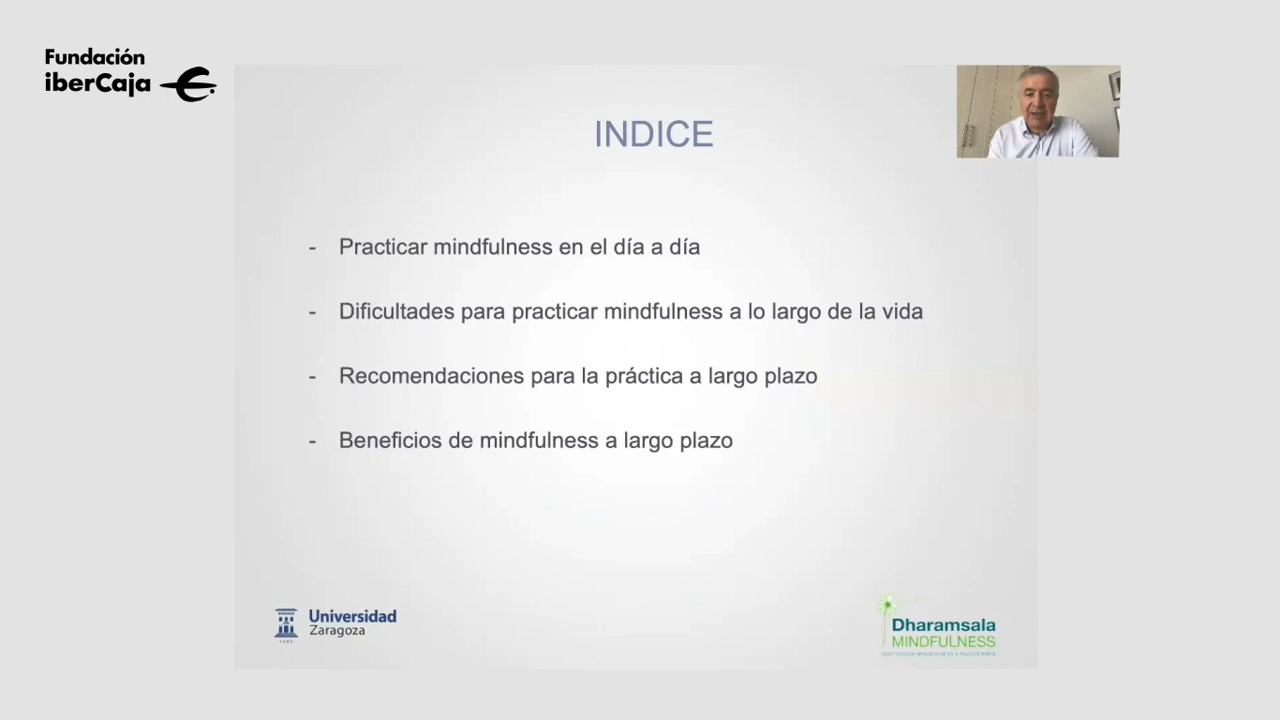 Fundación
iberCaja
INDICE
- Practicar mindfulness en el día a día
- Dificultades para practicar mindfulness a lo largo de la vida
- Recomendaciones para la práctica a largo plazo
- Beneficios de mindfulness a largo plazo
Universidad
Zaragoza
Dharamsala
MINDFULNESS